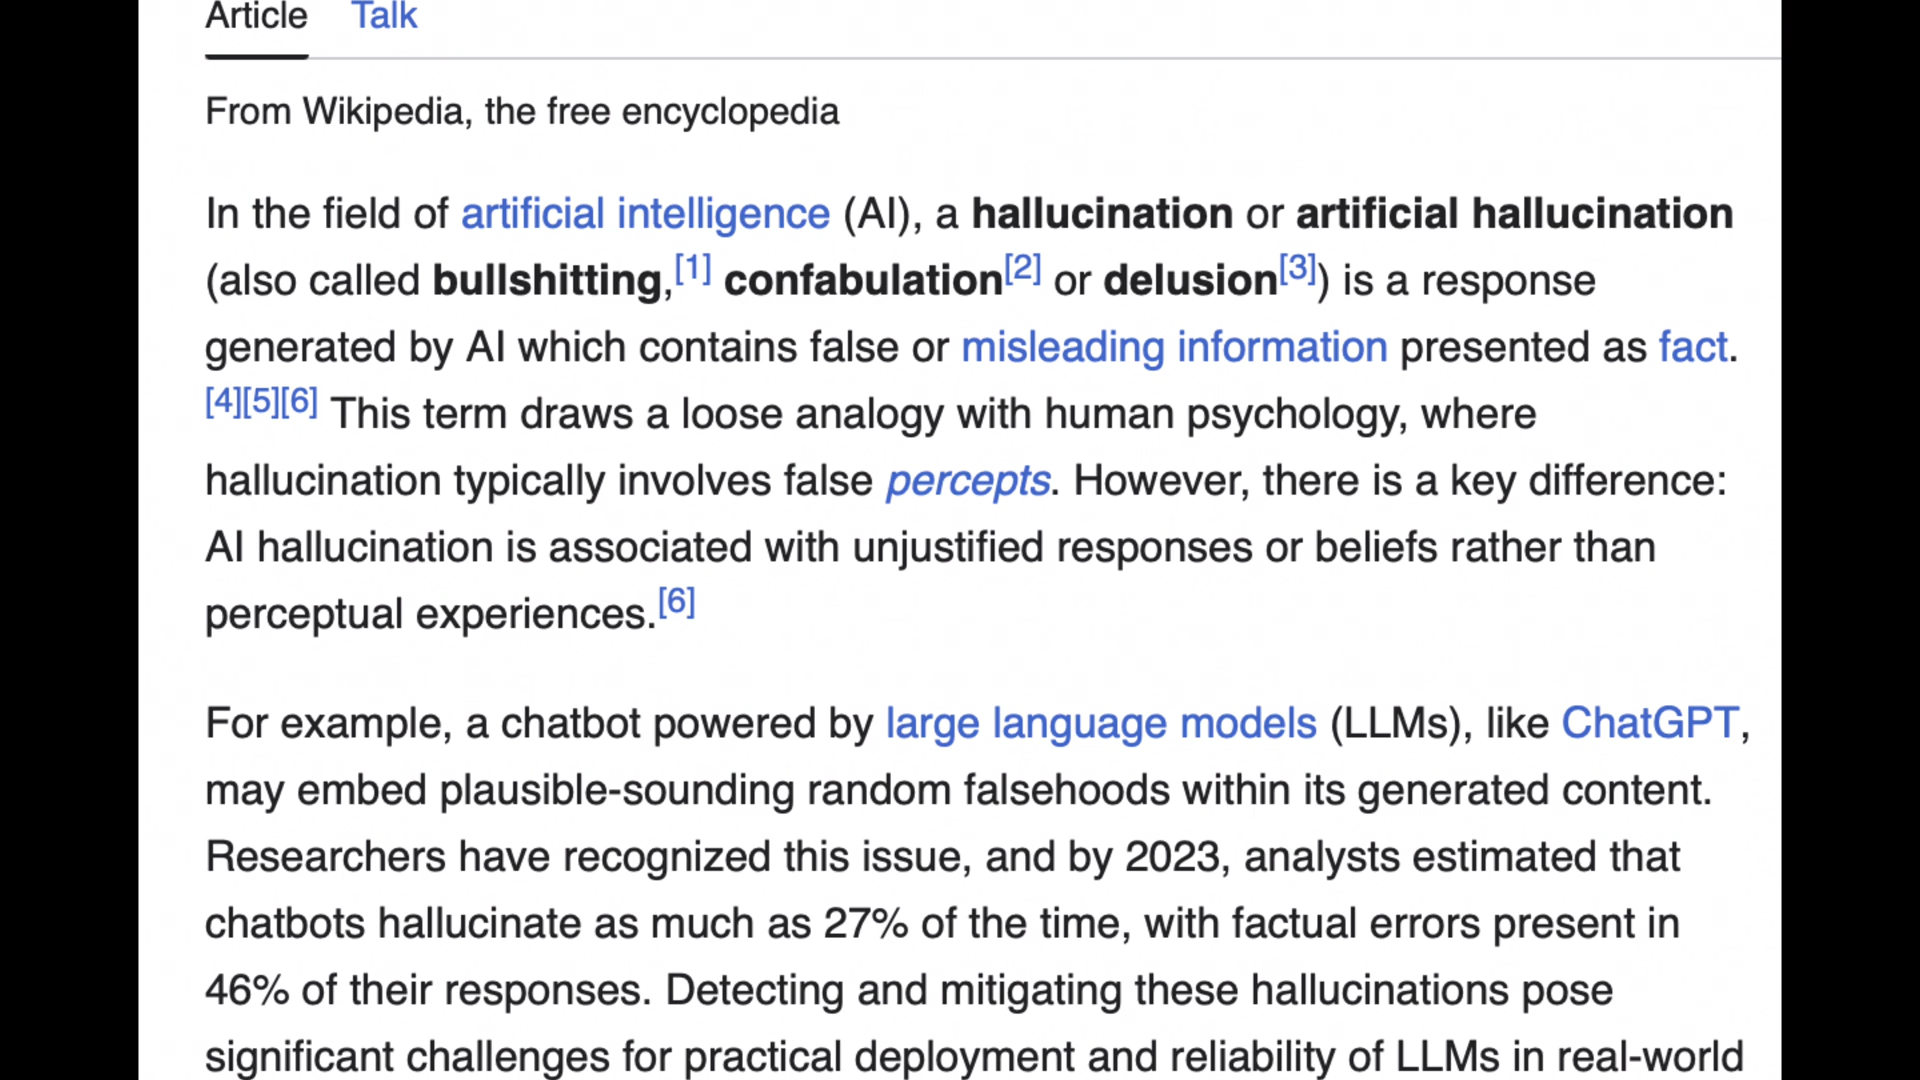 Article Talk
From Wikipedia, the free encyclopedia
In the field of artificial intelligence (AI), a hallucination or artificial hallucination
(also called bullshitting,[1] confabulation[2] or delusion[3]) is a response
generated by AI which contains false or misleading information presented as fact.
[4][5][6] This term draws a loose analogy with human psychology, where
hallucination typically involves false percepts. However, there is a key difference:
AI hallucination is associated with unjustified responses or beliefs rather than
perceptual experiences.[6]
For example, a chatbot powered by large language models (LLMs), like ChatGPT,
may embed plausible-sounding random falsehoods within its generated content.
Researchers have recognized this issue, and by 2023, analysts estimated that
chatbots hallucinate as much as 27% of the time, with factual errors present in
46% of their responses. Detecting and mitigating these hallucinations pose
significant challenges for practical deployment and reliability of LLMs in real-world